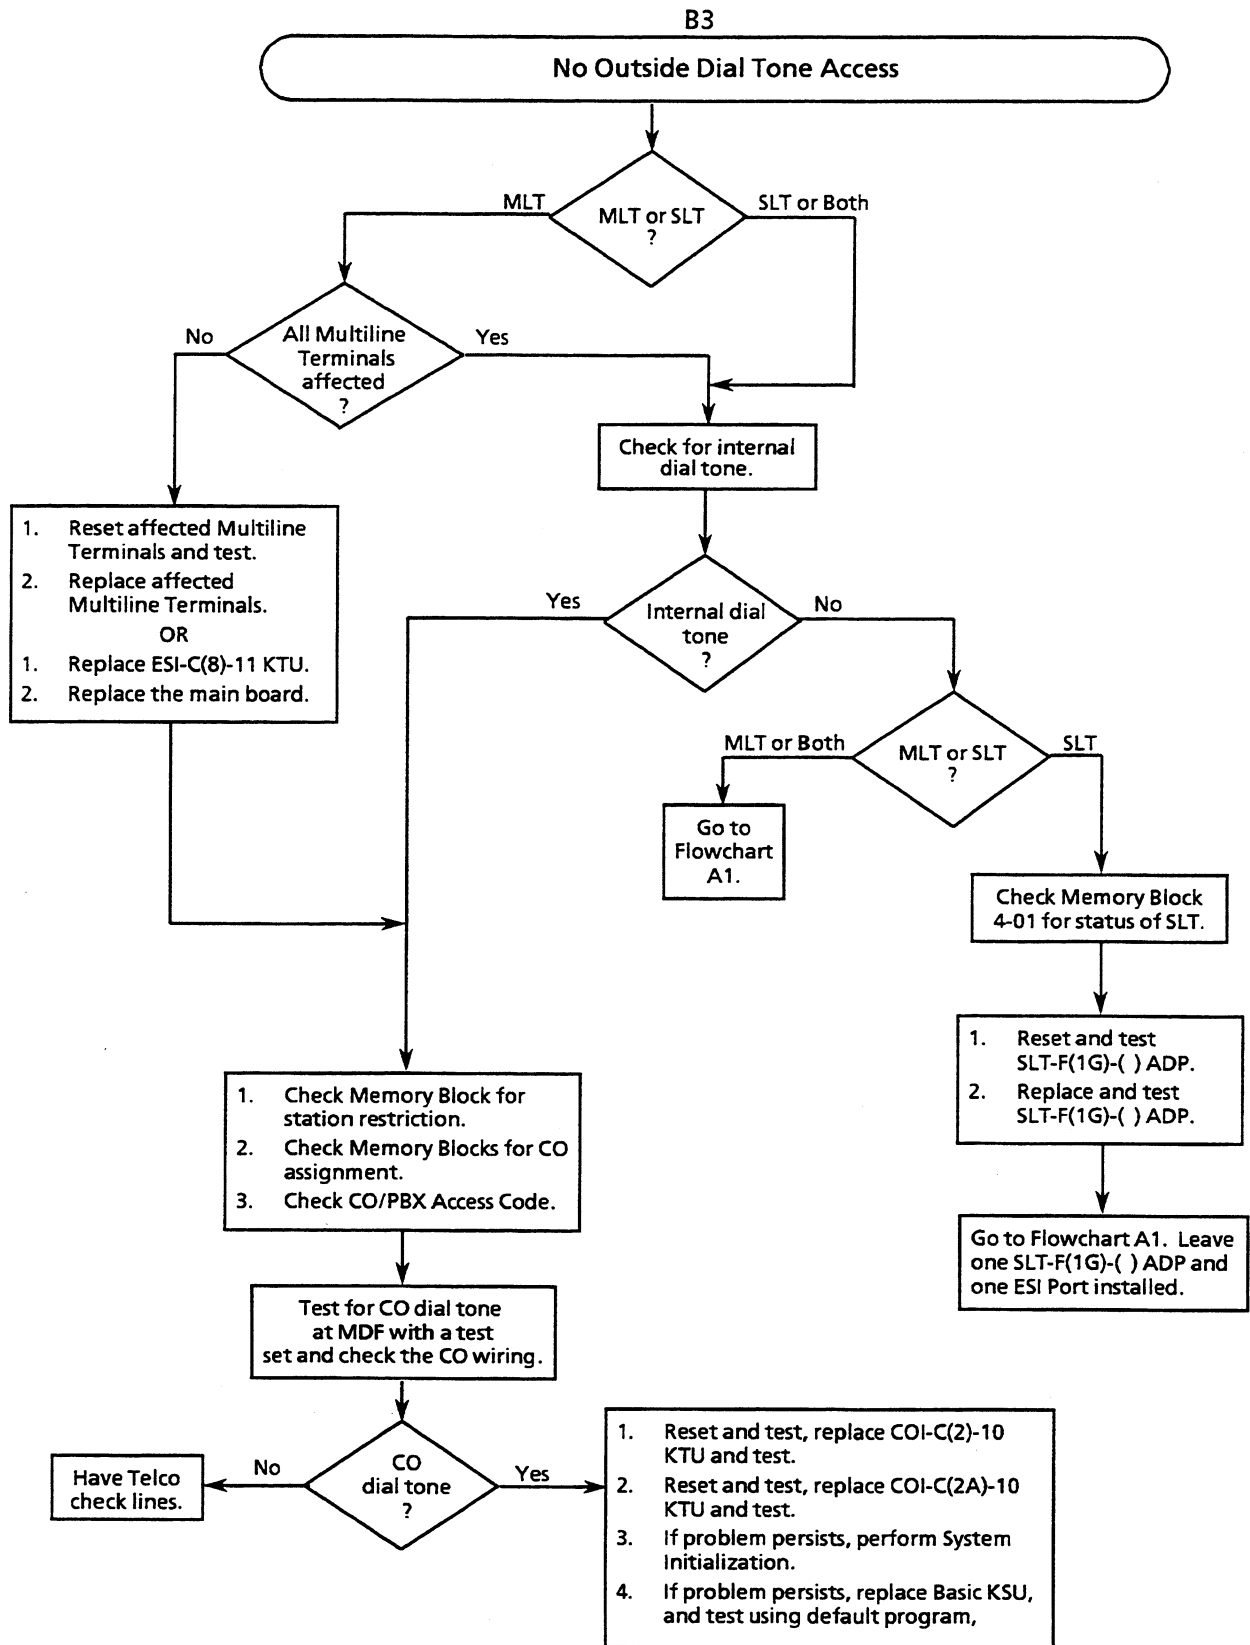 B3
No Outside Dial Tone Access
MLT
MLT or SLT
?
SLT or Both
No
All Multiline
Terminals
affected
?
Yes
Check for internal
dial tone.
1. Reset affected Multiline
Terminals and test.
2. Replace affected
Multiline Terminals.
OR
1. Replace ESI-C(8)-11 KTU.
2. Replace the main board.
Yes
Internal dial
tone
?
No
MLT or Both
MLT or SLT
?
SLT
Go to
Flowchart
A1.
Check Memory Block
4-01 for status of SLT.
1. Reset and test
SLT-F(1G)-( ) ADP.
2. Replace and test
SLT-F(1G)-( ) ADP.
Go to Flowchart A1. Leave
one SLT-F(1G)-( ) ADP and
one ESI Port installed.
1. Check Memory Block for
station restriction.
2. Check Memory Blocks for CO
assignment.
3. Check CO/PBX Access Code.
Test for CO dial tone
at MDF with a test
set and check the CO wiring.
Have Telco
check lines.
No
CO
dial tone
?
Yes
1. Reset and test, replace COI-C(2)-10
KTU and test.
2. Reset and test, replace COI-C(2A)-10
KTU and test.
3. If problem persists, perform System
Initialization.
4. If problem persists, replace Basic KSU,
and test using default program,